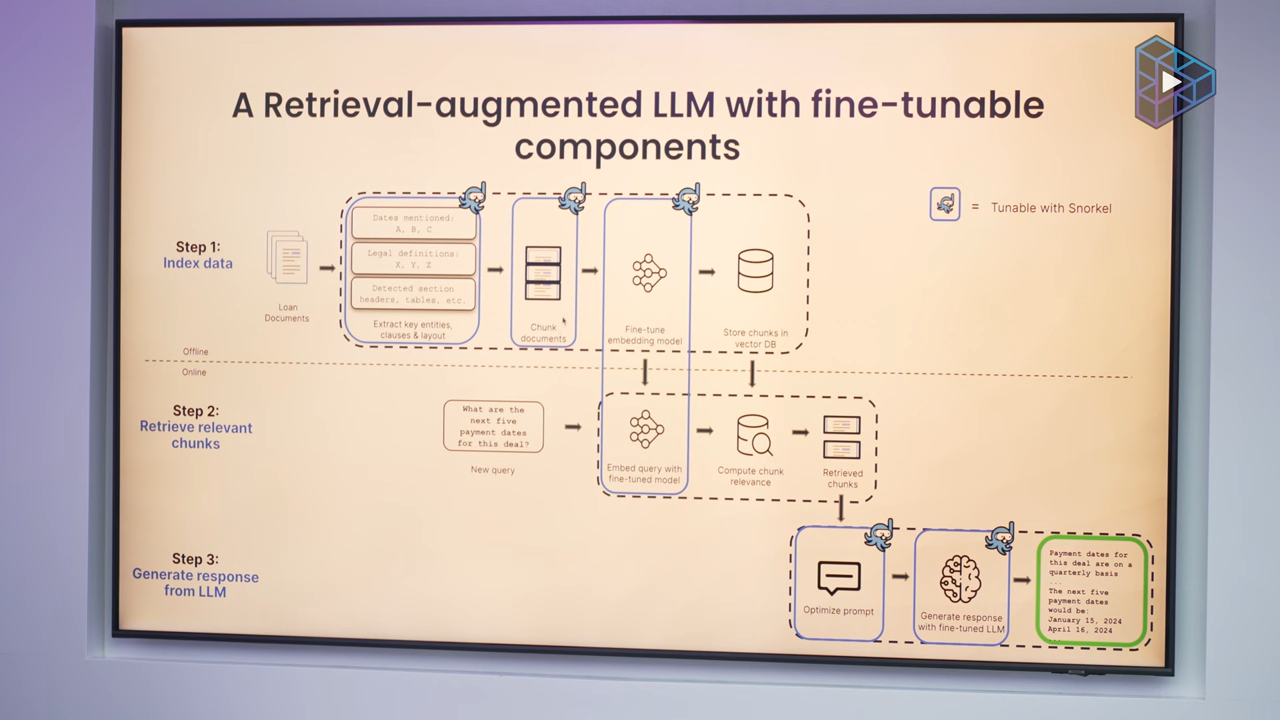 A Retrieval-augmented LLM with fine-tunable
components
= Tunable with Snorkel
Step 1:
Index data
Loan
Documents
Dates mentioned:
A, B, C
Legal definitions:
X, Y, Z
Detected section
headers, tables, etc.
Extract key entities,
clauses & layout
Chunk
documents
Fine-tune
embedding model
Store chunks in
vector DB
Offline
Online
Step 2:
Retrieve relevant
chunks
What are the
next five
payment dates
for this deal?
New query
Embed query with
fine-tuned model
Compute chunk
relevance
Retrieved
chunks
Step 3:
Generate response
from LLM
Optimize prompt
Generate response
with fine-tuned LLM
Payment dates for
this deal are on a
quarterly basis
...
The next five
payment dates
would be:
January 15, 2024
April 16, 2024